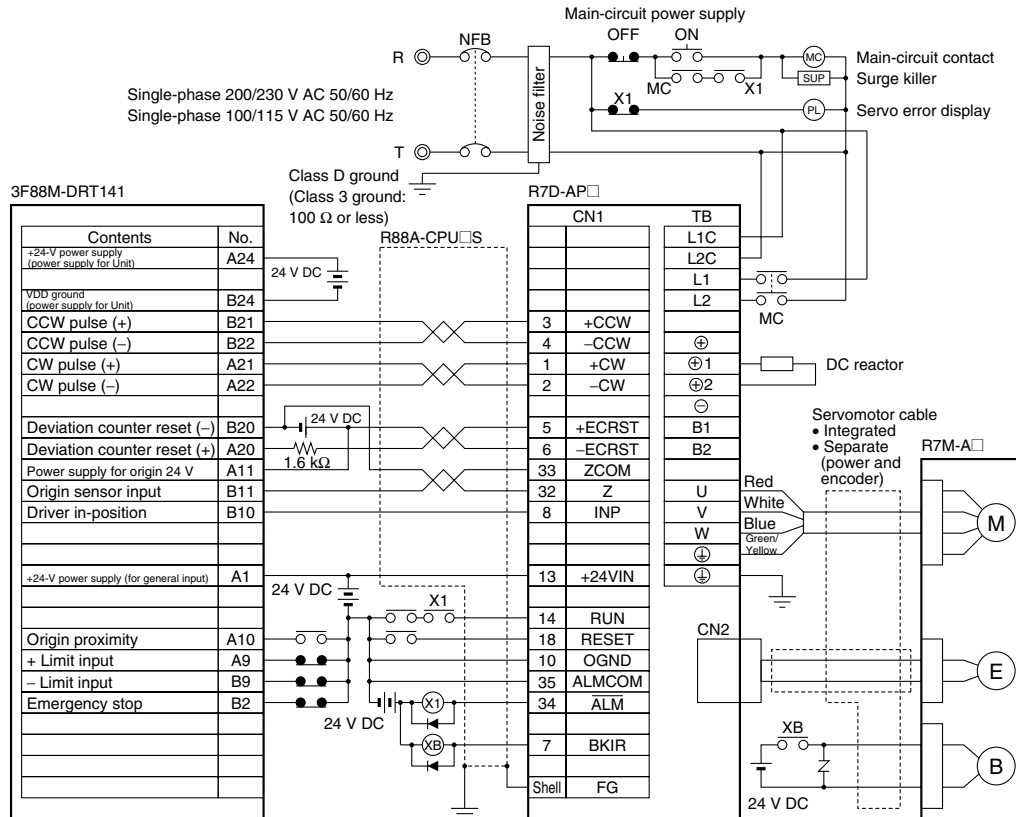 Main-circuit power supply
OFF ON
NFB
R
MC Main-circuit contact
SUP Surge killer
MC X1
X1
PL Servo error display
Noise filter
Single-phase 200/230 V AC 50/60 Hz
Single-phase 100/115 V AC 50/60 Hz
T
Class D ground
(Class 3 ground:
100 Ω or less)
3F88M-DRT141
R88A-CPU□S
R7D-AP□
Contents No.
+24-V power supply
(power supply for Unit) A24
24 V DC
VDD ground
(power supply for Unit) B24
CCW pulse (+) B21
CCW pulse (−) B22
CW pulse (+) A21
CW pulse (−) A22
Deviation counter reset (−) B20
24 V DC
Deviation counter reset (+) A20
1.6 kΩ
Power supply for origin 24 V A11
Origin sensor input B11
Driver in-position B10
+24-V power supply (for general input) A1
24 V DC
X1
Origin proximity A10
+ Limit input A9
− Limit input B9
Emergency stop B2
24 V DC
X1
XB
CN1
3 +CCW
4 −CCW
1 +CW
2 −CW
5 +ECRST
6 −ECRST
33 ZCOM
32 Z
8 INP
13 +24VIN
14 RUN
18 RESET
10 OGND
35 ALMCOM
34 ALM
7 BKIR
Shell FG
TB
L1C
L2C
L1
L2
MC
⊕
⊕1
DC reactor
⊕2
⊖
B1
B2
U
V
W
Red
White
Blue
Green/
Yellow
Servomotor cable
• Integrated
• Separate
(power and
encoder)
R7M-A□
M
CN2
E
XB
24 V DC
B